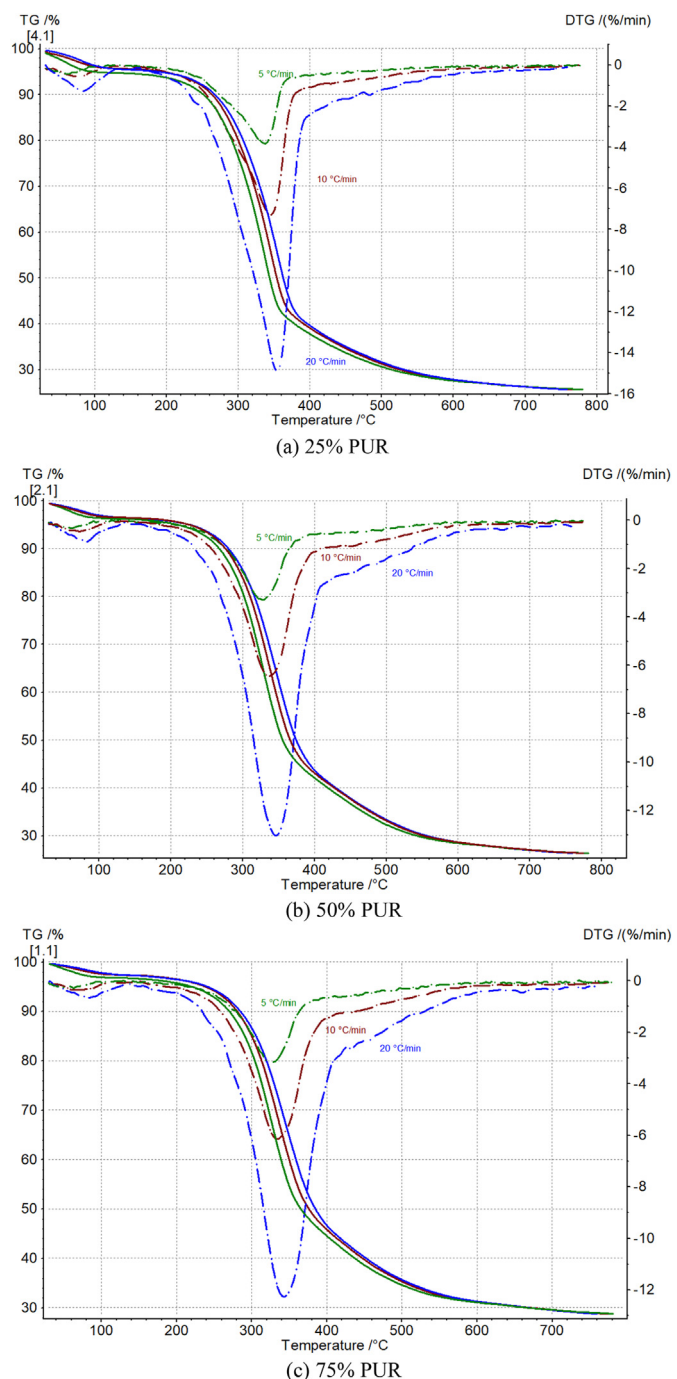 TG /%
DTG /(%/min)
[4.1]
100
90
80
70
60
50
40
30
0
-2
-4
-6
-8
-10
-12
-14
-16
5 °C/min
10 °C/min
20 °C/min
100 200 300 400 500 600 700 800
Temperature /°C
(a) 25% PUR
TG /%
DTG /(%/min)
[2.1]
100
90
80
70
60
50
40
30
0
-2
-4
-6
-8
-10
-12
5 °C/min
10 °C/min
20 °C/min
100 200 300 400 500 600 700 800
Temperature /°C
(b) 50% PUR
TG /%
DTG /(%/min)
[1.1]
100
90
80
70
60
50
40
30
0
-2
-4
-6
-8
-10
-12
5 °C/min
10 °C/min
20 °C/min
100 200 300 400 500 600 700
Temperature /°C
(c) 75% PUR